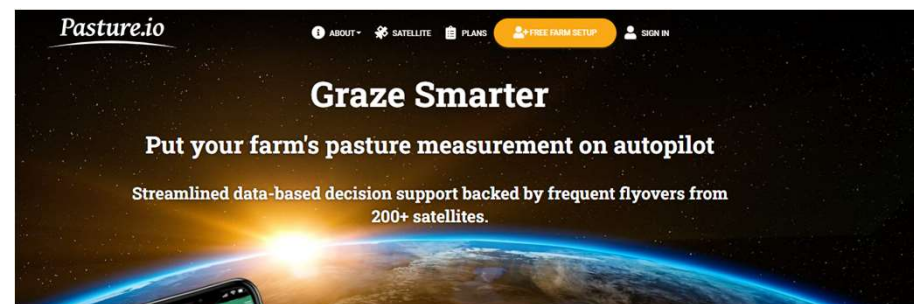 Pasture.io
ABOUT
SATELLITE
PLANS
FREE FARM SETUP
SIGN IN
Graze Smarter
Put your farm's pasture measurement on autopilot
Streamlined data-based decision support backed by frequent flyovers from
200+ satellites.